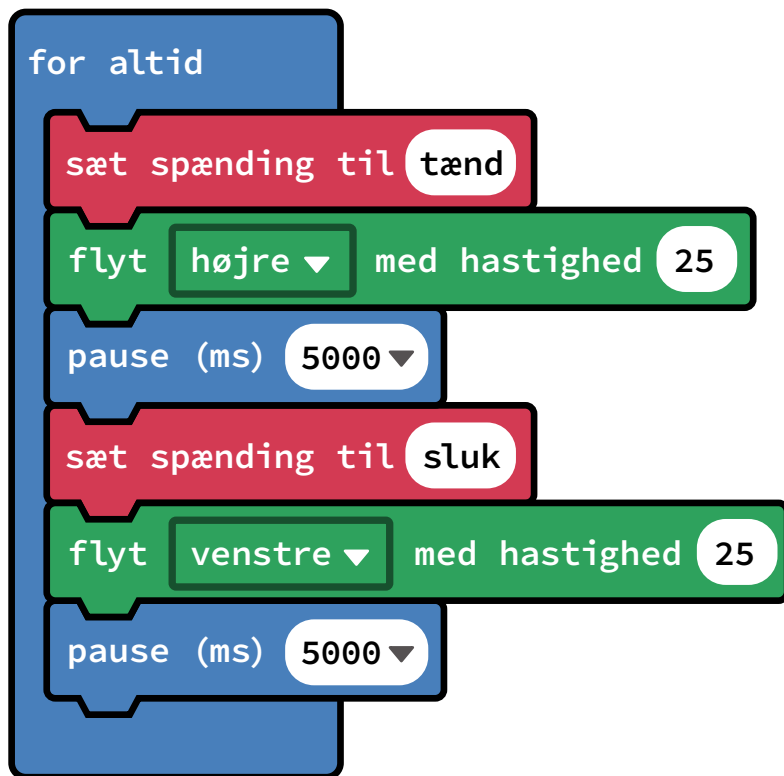 for altid
sæt spænding til tænd
flyt højre med hastighed 25
pause (ms) 5000
sæt spænding til sluk
flyt venstre med hastighed 25
pause (ms) 5000